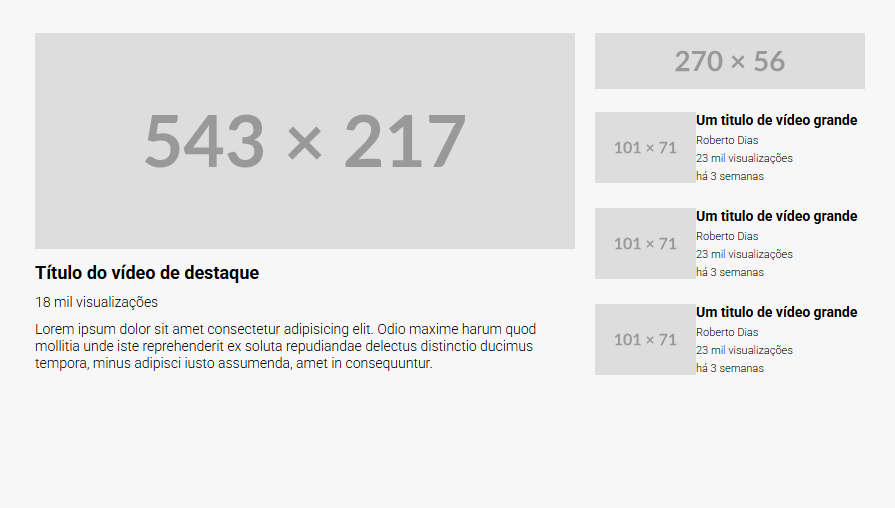 543 × 217
Título do vídeo de destaque
18 mil visualizações
Lorem ipsum dolor sit amet consectetur adipisicing elit. Odio maxime harum quod
mollitia unde iste reprehenderit ex soluta repudiandae delectus distinctio ducimus
tempora, minus adipisci iusto assumenda, amet in consequuntur.
270 × 56
101 × 71
Um titulo de vídeo grande
Roberto Dias
23 mil visualizações
há 3 semanas
101 × 71
Um titulo de vídeo grande
Roberto Dias
23 mil visualizações
há 3 semanas
101 × 71
Um titulo de vídeo grande
Roberto Dias
23 mil visualizações
há 3 semanas